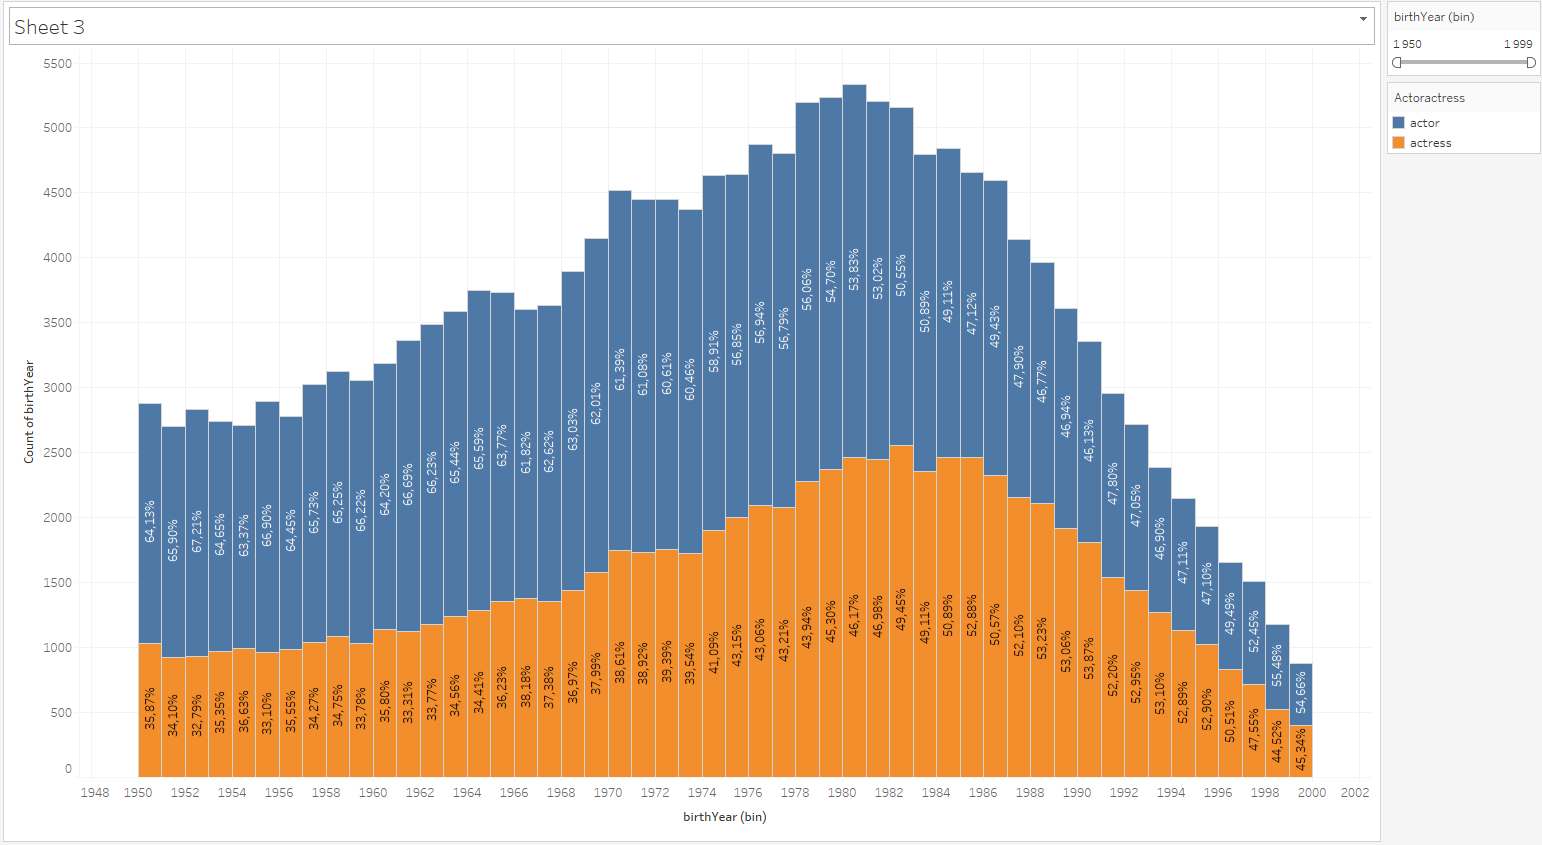 Sheet 3
birthYear (bin)
1 950 1 999
Actoractress
actor
actress
Count of birthYear
5500
5000
4500
4000
3500
3000
2500
2000
1500
1000
500
0
64,13% 65,90% 67,21% 64,65% 63,37% 66,90% 64,45% 65,73% 65,25% 66,22% 64,20% 66,69% 66,23% 65,44% 65,59% 63,77% 61,82% 62,62% 63,03% 62,01% 61,39% 61,08% 60,61% 60,46% 58,91% 56,85% 56,94% 56,79% 56,06% 54,70% 53,83% 53,02% 50,55% 50,89% 49,11% 47,12% 49,43% 47,90% 46,77% 46,94% 46,13% 47,80% 47,05% 46,90% 47,11% 47,10% 49,49% 52,45% 55,48% 54,66%
35,87% 34,10% 32,79% 35,35% 36,63% 33,10% 35,55% 34,27% 34,75% 33,78% 35,80% 33,31% 33,77% 34,56% 34,41% 36,23% 38,18% 37,38% 36,97% 37,99% 38,61% 38,92% 39,39% 39,54% 41,09% 43,15% 43,06% 43,21% 43,94% 45,30% 46,17% 46,98% 49,45% 49,11% 50,89% 52,88% 50,57% 52,10% 53,23% 53,06% 53,87% 52,20% 52,95% 53,10% 52,89% 52,90% 50,51% 47,55% 44,52% 45,34%
1948 1950 1952 1954 1956 1958 1960 1962 1964 1966 1968 1970 1972 1974 1976 1978 1980 1982 1984 1986 1988 1990 1992 1994 1996 1998 2000 2002
birthYear (bin)